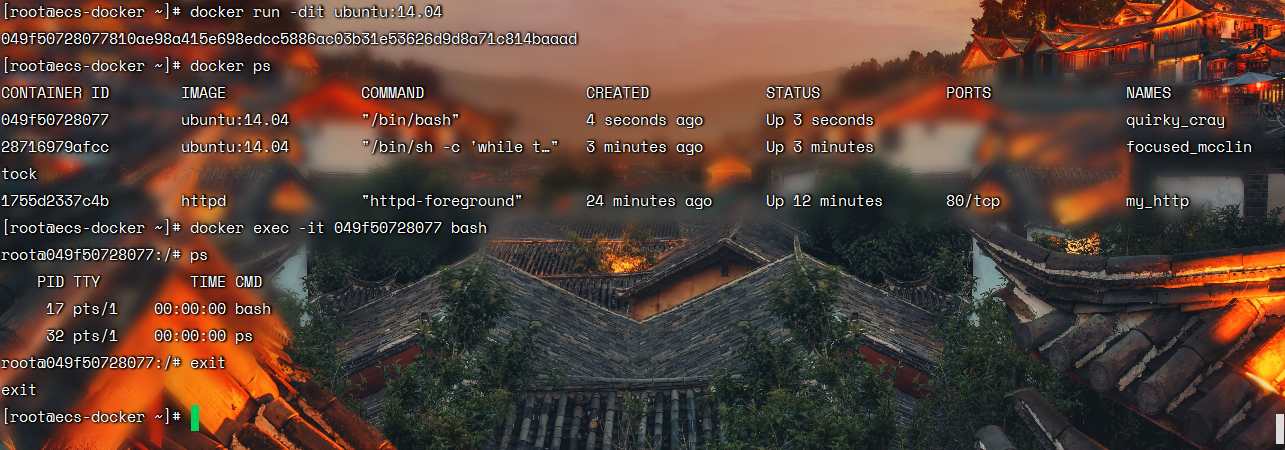 [root@ecs-docker ~]# docker run -dit ubuntu:14.04
049f50728077810ae98a415e698edcc5886ac03b31e53626d9d8a71c814baaad
[root@ecs-docker ~]# docker ps
CONTAINER ID        IMAGE               COMMAND                  CREATED             STATUS              PORTS               NAMES
049f50728077        ubuntu:14.04        "/bin/bash"              4 seconds ago       Up 3 seconds                            quirky_cray
28716979afcc        ubuntu:14.04        "/bin/sh -c 'while t…"   3 minutes ago       Up 3 minutes                            focused_mcclin
tock
1755d2337c4b        httpd               "httpd-foreground"       24 minutes ago      Up 12 minutes       80/tcp              my_http
[root@ecs-docker ~]# docker exec -it 049f50728077 bash
root@049f50728077:/# ps
    PID TTY          TIME CMD
     17 pts/1    00:00:00 bash
     32 pts/1    00:00:00 ps
root@049f50728077:/# exit
exit
[root@ecs-docker ~]#